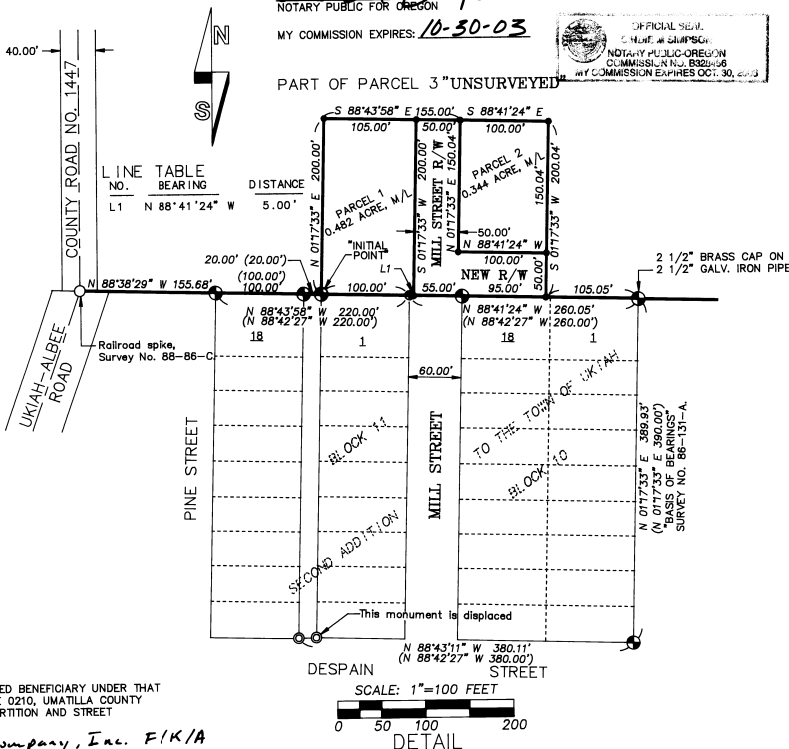 NOTARY PUBLIC FOR OREGON
MY COMMISSION EXPIRES: 10-30-03
OFFICIAL SEAL
SIMPSON
NOTARY PUBLIC-OREGON
COMMISSION NO.
MY COMMISSION EXPIRES OCT. 30,
40.00'
COUNTY ROAD NO. 1447
N
S
PART OF PARCEL 3 "UNSURVEYED"
S 88°43'58" E 155.00' S 88°41'24" E
105.00' 50.00' 100.00'
LINE TABLE
NO. BEARING DISTANCE
L1 N 88°41'24" W 5.00'
N 01°17'33" E 200.00'
PARCEL 1
0.482 ACRE, M/L
S 01°17'33" W 200.00'
MILL STREET R/W
N 01°17'33" E 150.04'
PARCEL 2
0.344 ACRE, M/L
150.04'
S 01°17'33" W 200.04'
50.00'
N 88°41'24" W
100.00'
NEW R/W
50.00'
20.00' (20.00')
(100.00')
100.00'
"INITIAL
POINT"
L1
N 88°38'29" W 155.68'
100.00' 55.00' 95.00' 105.05'
2 1/2" BRASS CAP ON
2 1/2" GALV. IRON PIPE
N 88°43'58" W 220.00'
(N 88°42'27" W 220.00')
N 88°41'24" W 260.05'
(N 88°42'27" W 260.00')
18 1 18 1
Railroad spike,
Survey No. 88-86-C
UKIAH-ALBEE
ROAD
60.00'
PINE STREET
BLOCK 11
SECOND ADDITION
MILL STREET
TO THE TOWN OF UKIAH
BLOCK 10
N 01°17'33" E 389.93'
(N 01°17'33" E 390.00')
"BASIS OF BEARINGS"
SURVEY NO. 86-131-A.
This monument is displaced
N 88°43'11" W 380.11'
(N 88°42'27" W 380.00')
DESPAIN STREET
ED BENEFICIARY UNDER THAT
E 0210, UMATILLA COUNTY
RTITION AND STREET
ompany, Inc. F/K/A
SCALE: 1"=100 FEET
0 50 100 200
DETAIL